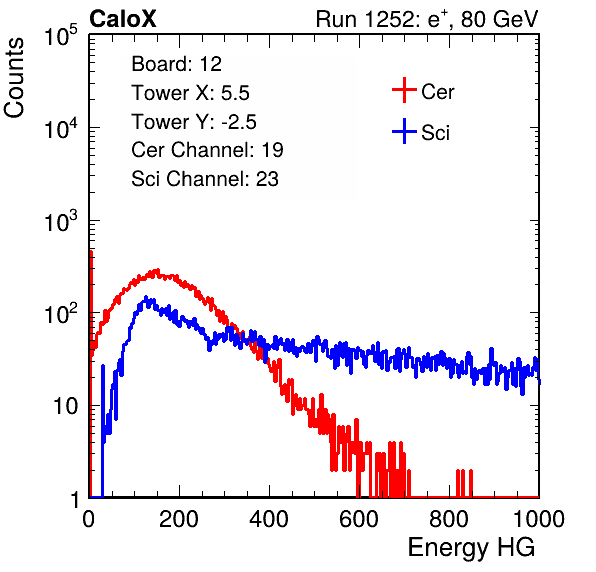 CaloX Run 1252: e⁺, 80 GeV
Counts
10⁵
10⁴
10³
10²
10
1
Board: 12
Tower X: 5.5
Tower Y: -2.5
Cer Channel: 19
Sci Channel: 23
Cer
Sci
0 200 400 600 800 1000
Energy HG